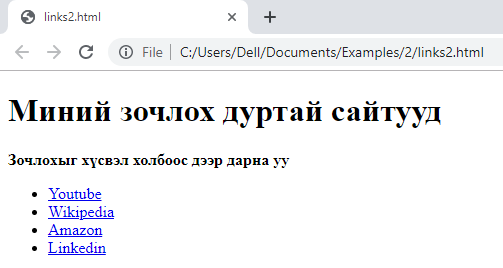 links2.html
File | C:/Users/Dell/Documents/Examples/2/links2.html
Миний зочлох дуртай сайтууд
Зочлохыг хүсвэл холбоос дээр дарна уу
Youtube
Wikipedia
Amazon
Linkedin